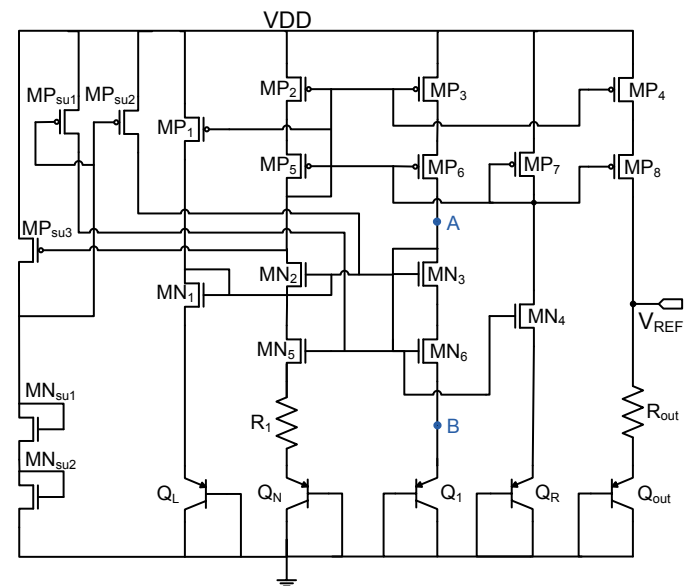 VDD
MPsu1
MPsu2
MP1
MP2
MP3
MP4
MP5
MP6
MP7
MP8
A
MPsu3
MN1
MN2
MN3
MN4
VREF
MN5
MN6
MNsu1
R1
B
Rout
MNsu2
QL
QN
Q1
QR
Qout